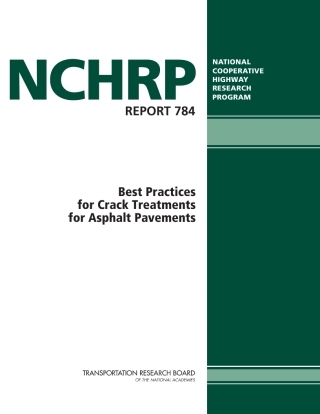 NCHRP
REPORT 784
NATIONAL
COOPERATIVE
HIGHWAY
RESEARCH
PROGRAM
Best Practices
for Crack Treatments
for Asphalt Pavements
TRANSPORTATION RESEARCH BOARD
OF THE NATIONAL ACADEMIES